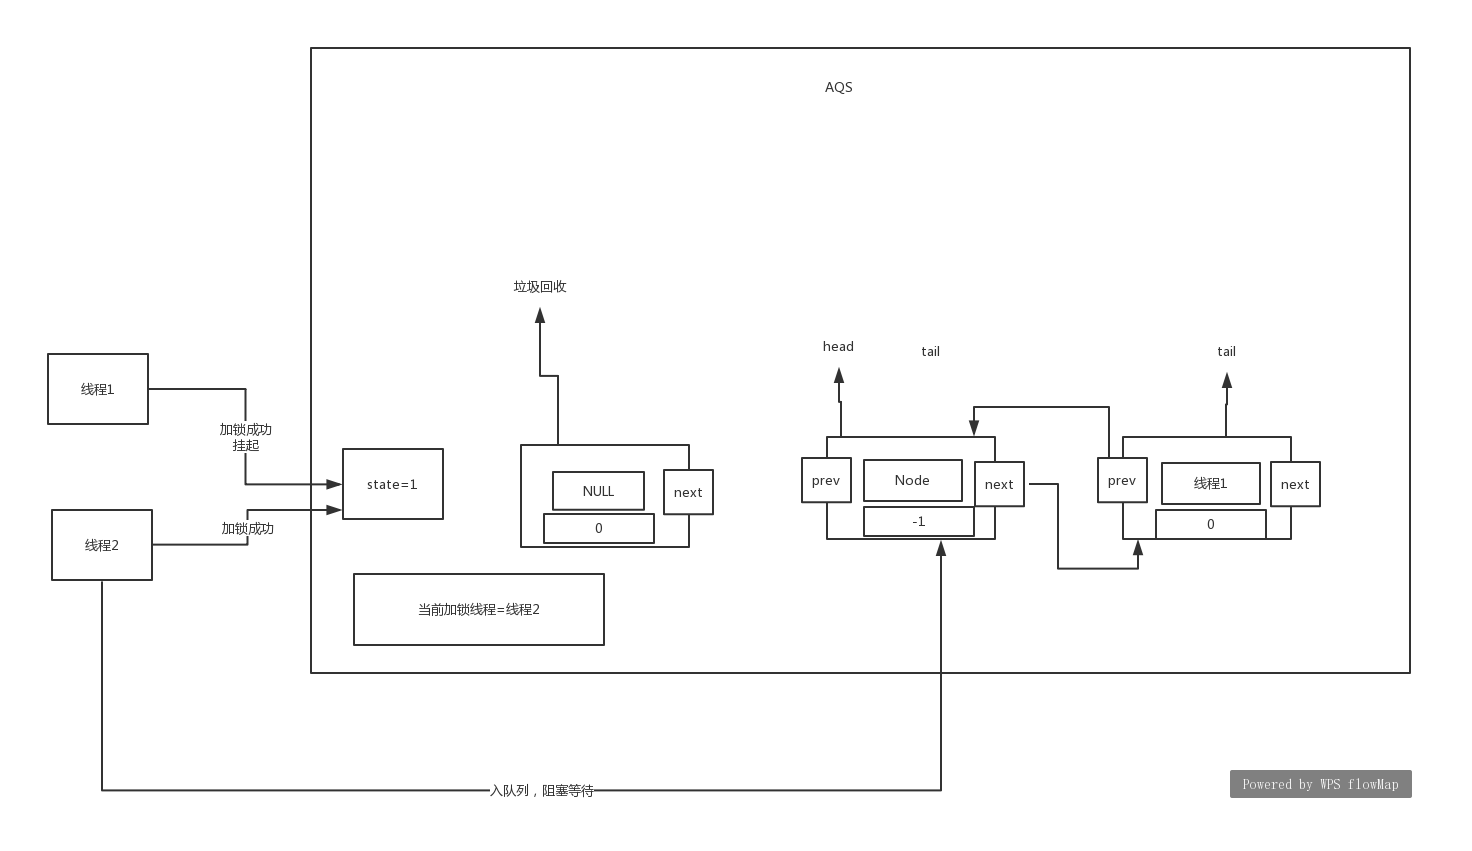 AQS
垃圾回收
head
tail
tail
线程1
加锁成功
挂起
state=1
NULL
next
0
prev
Node
next
-1
prev
线程1
next
0
加锁成功
线程2
当前加锁线程=线程2
入队列，阻塞等待
Powered by WPS flowMap